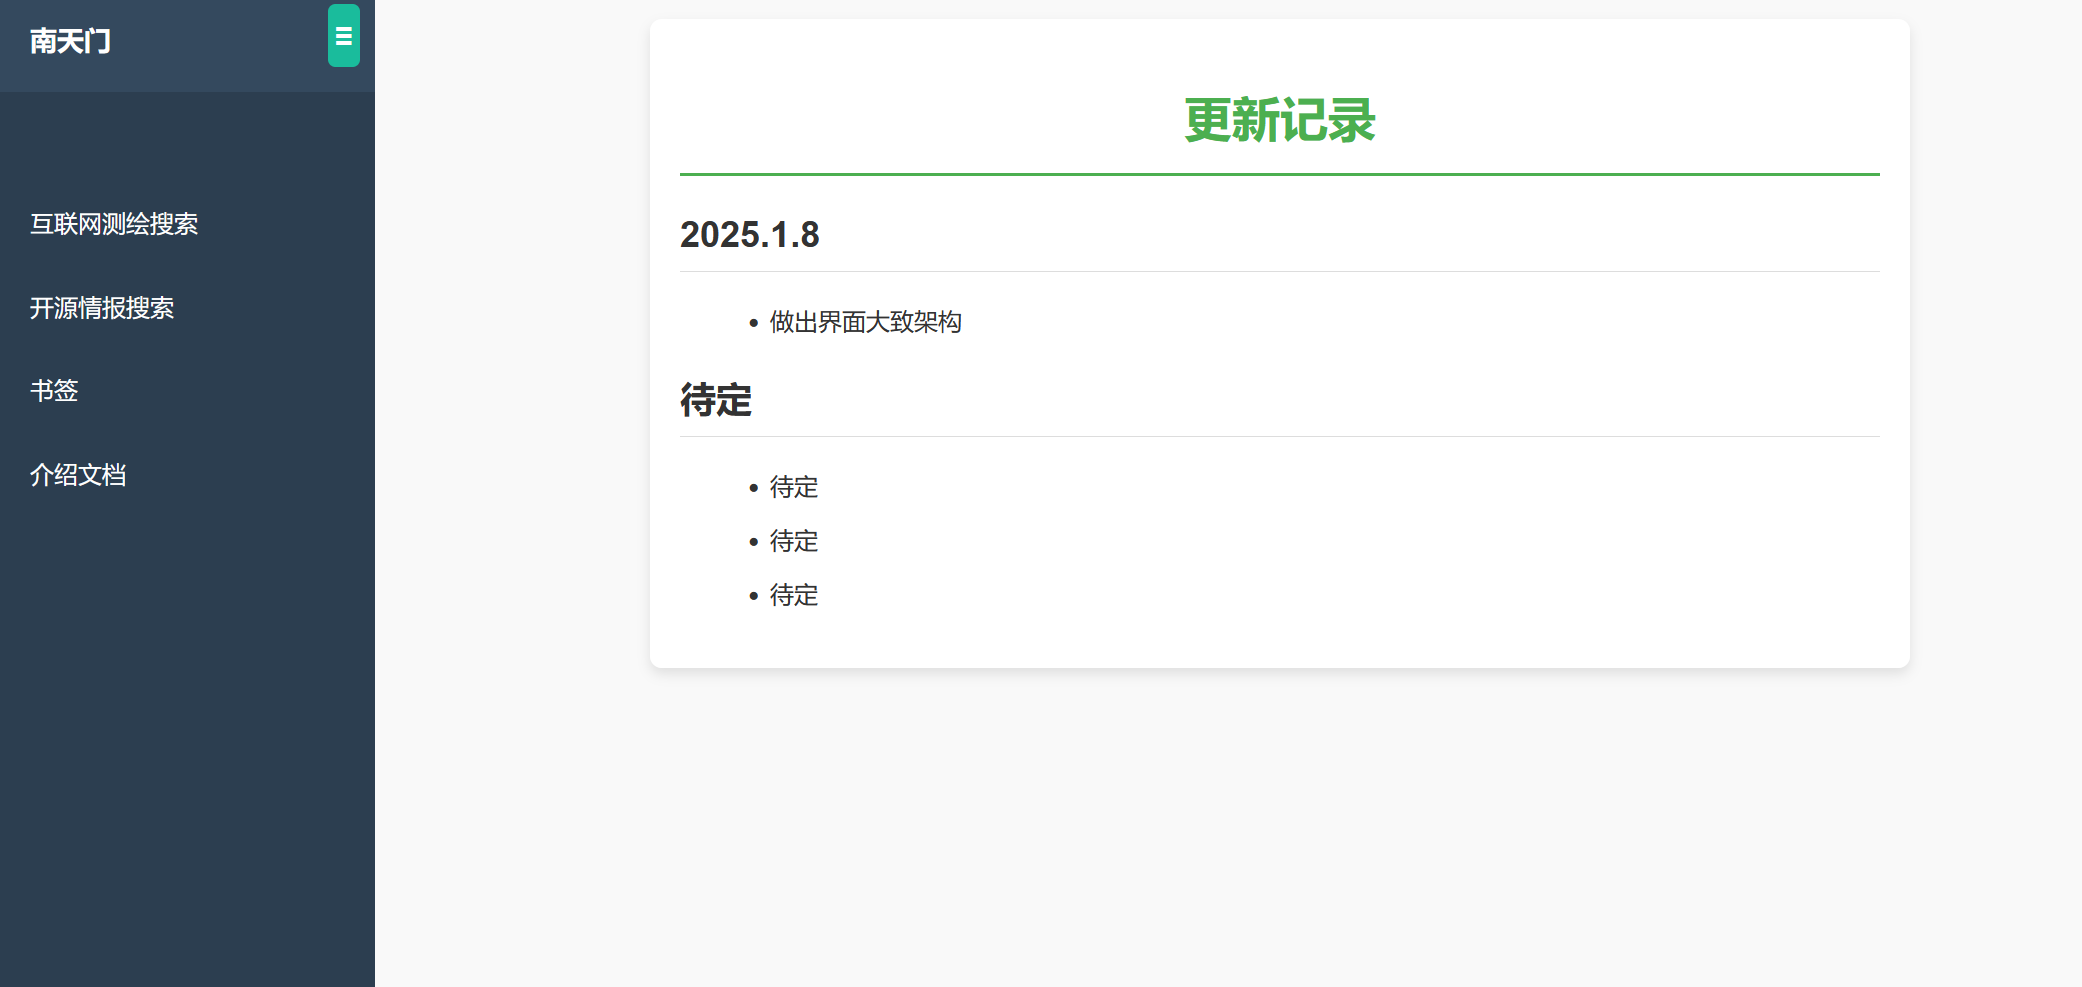 南天门
互联网测绘搜索
开源情报搜索
书签
介绍文档
更新记录
2025.1.8
做出界面大致架构
待定
待定
待定
待定